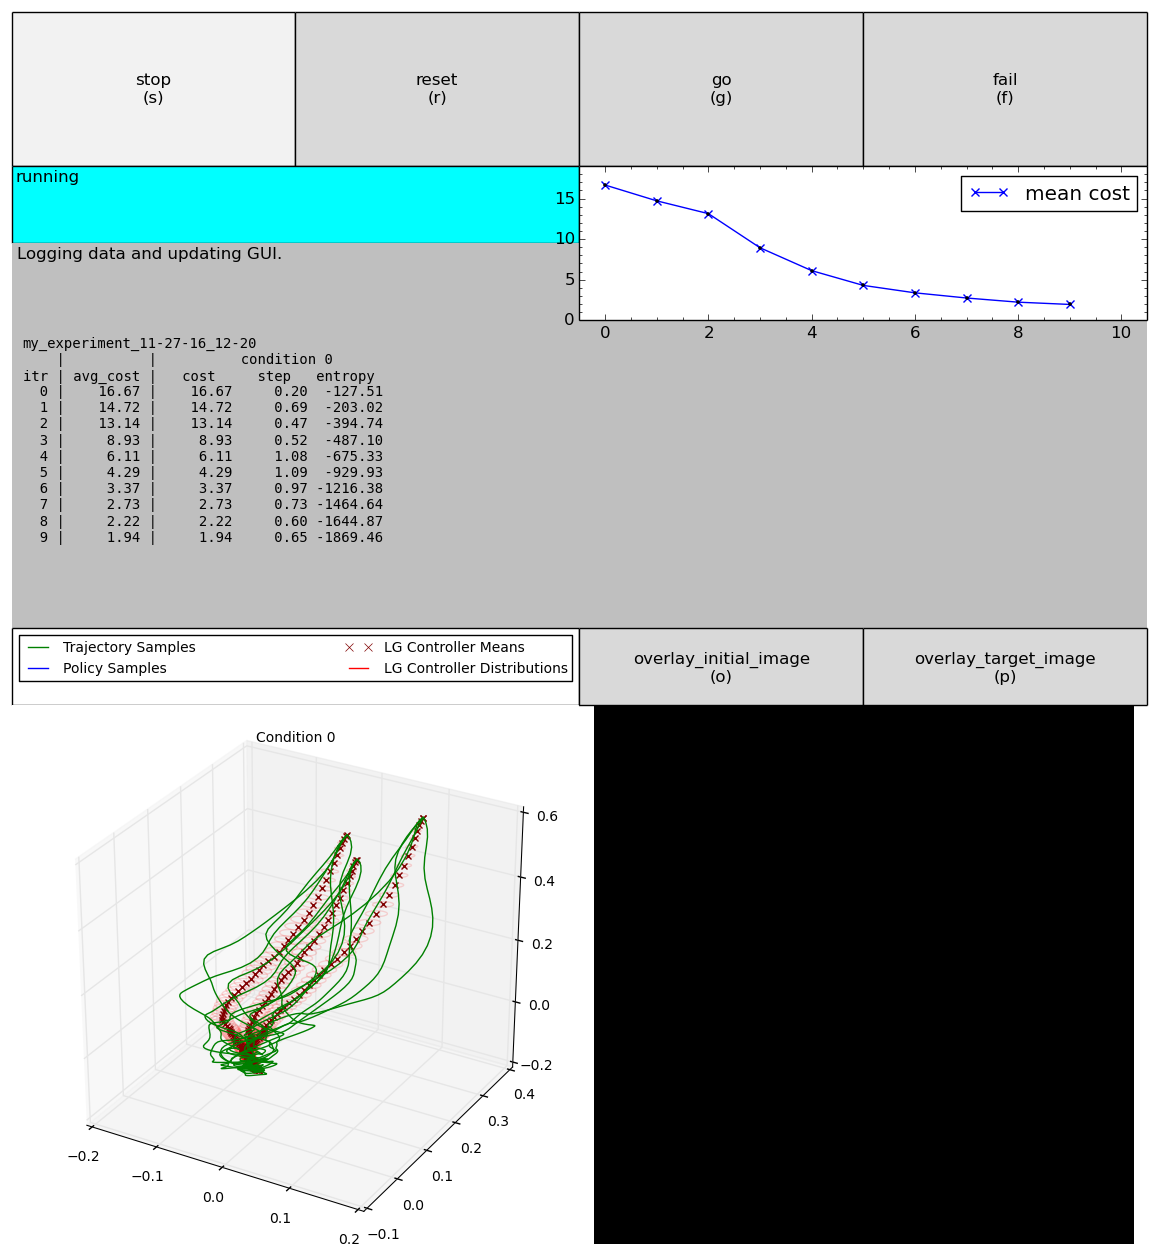 stop
(s)
reset
(r)
go
(g)
fail
(f)
running
Logging data and updating GUI.
15
10
5
0
0 2 4 6 8 10
mean cost
my_experiment_11-27-16_12-20
| | condition 0
itr | avg_cost | cost step entropy
0 | 16.67 | 16.67 0.20 -127.51
1 | 14.72 | 14.72 0.69 -203.02
2 | 13.14 | 13.14 0.47 -394.74
3 | 8.93 | 8.93 0.52 -487.10
4 | 6.11 | 6.11 1.08 -675.33
5 | 4.29 | 4.29 1.09 -929.93
6 | 3.37 | 3.37 0.97 -1216.38
7 | 2.73 | 2.73 0.73 -1464.64
8 | 2.22 | 2.22 0.60 -1644.87
9 | 1.94 | 1.94 0.65 -1869.46
Trajectory Samples
Policy Samples
LG Controller Means
LG Controller Distributions
overlay_initial_image
(o)
overlay_target_image
(p)
Condition 0
0.6
0.4
0.2
0.0
−0.2
0.4
0.3
0.2
0.1
0.0
−0.1
−0.2
−0.1
0.0
0.1
0.2